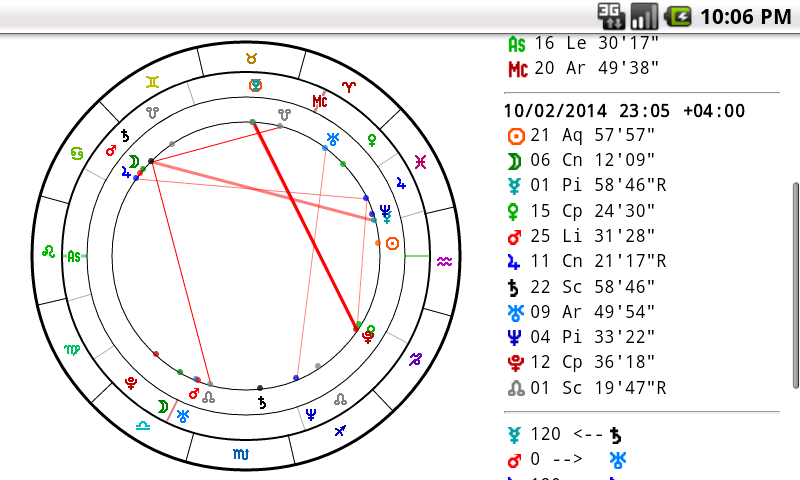 3G 10:06 PM
As 16 Le 30'17"
Mc 20 Ar 49'38"
10/02/2014 23:05 +04:00
☉ 21 Aq 57'57"
☽ 06 Cn 12'09"
☿ 01 Pi 58'46"R
♀ 15 Cp 24'30"
♂ 25 Li 31'28"
♃ 11 Cn 21'17"R
♄ 22 Sc 58'46"
♅ 09 Ar 49'54"
♆ 04 Pi 33'22"
♇ 12 Cp 36'18"
☊ 01 Sc 19'47"R
☿ 120 <-- ♄
♂ 0 --> ♅
Mc
As